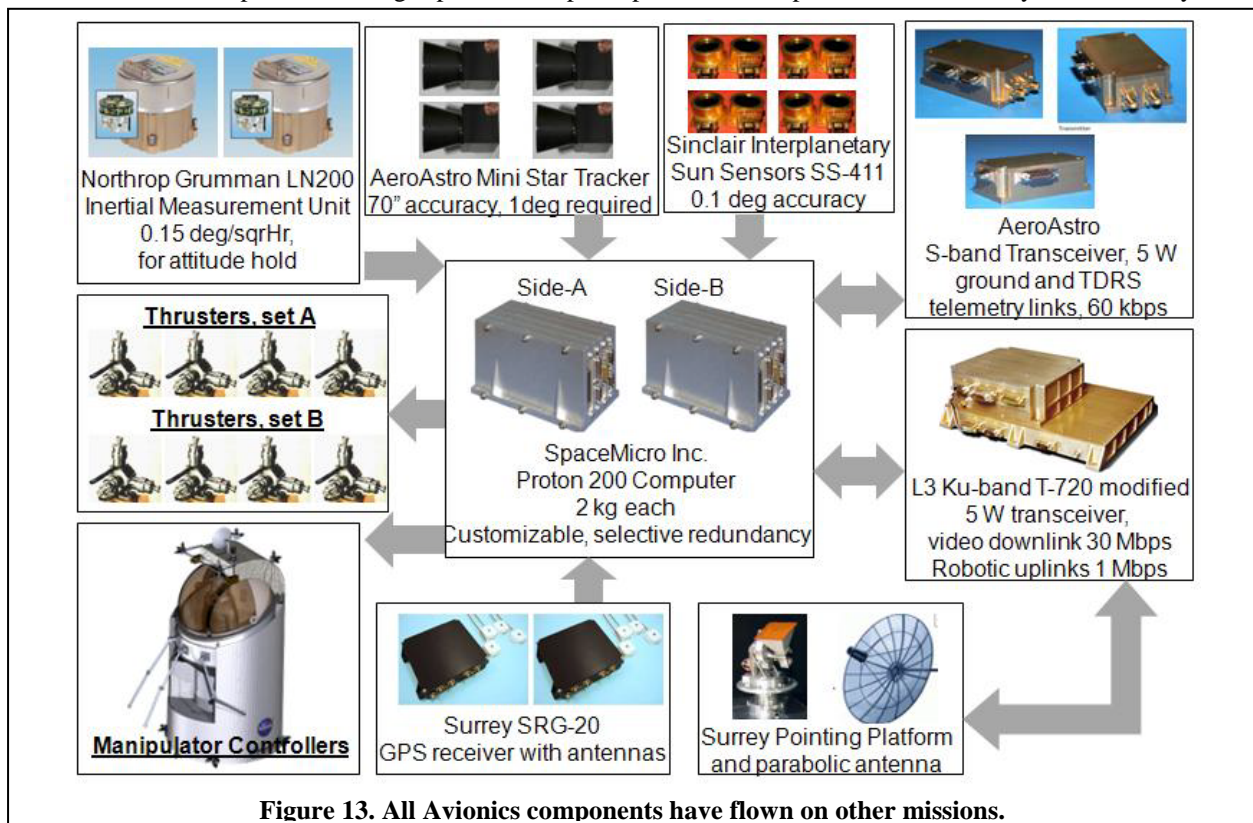 Northrop Grumman LN200
Inertial Measurement Unit
0.15 deg/sqrHr,
for attitude hold
AeroAstro Mini Star Tracker
70” accuracy, 1deg required
Sinclair Interplanetary
Sun Sensors SS-411
0.1 deg accuracy
Transmitter
AeroAstro
S-band Transceiver, 5 W
ground and TDRS
telemetry links, 60 kbps
Thrusters, set A
Thrusters, set B
Side-A Side-B
SpaceMicro Inc.
Proton 200 Computer
2 kg each
Customizable, selective redundancy
L3 Ku-band T-720 modified
5 W transceiver,
video downlink 30 Mbps
Robotic uplinks 1 Mbps
Manipulator Controllers
Surrey SRG-20
GPS receiver with antennas
Surrey Pointing Platform
and parabolic antenna
Figure 13. All Avionics components have flown on other missions.